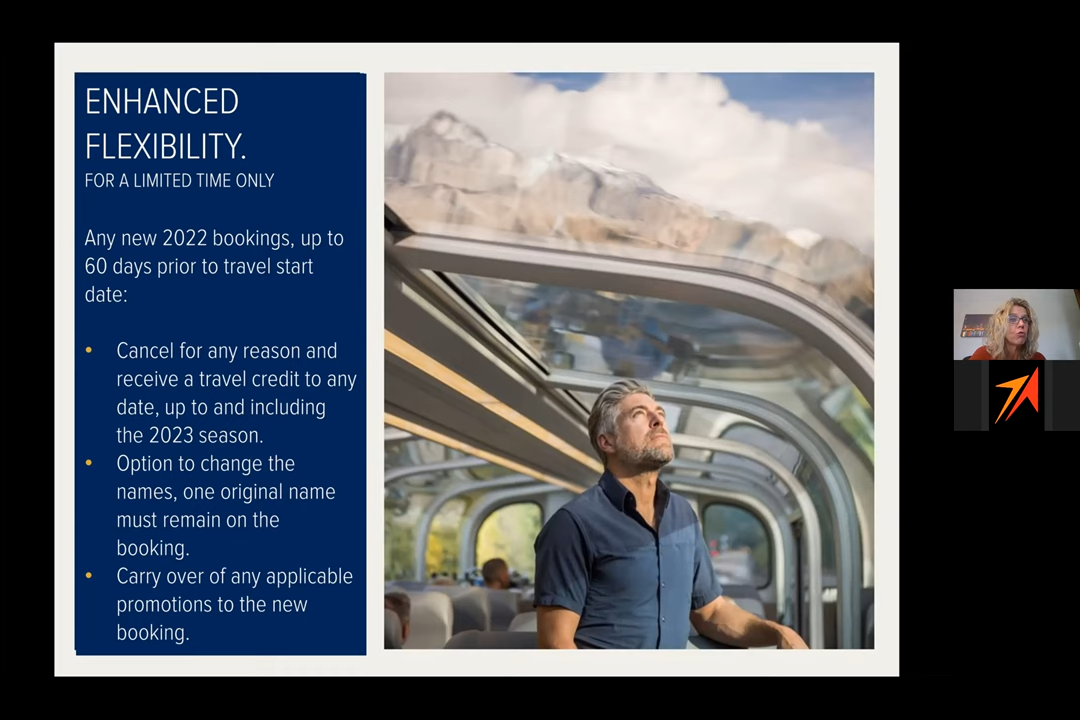 ENHANCED
FLEXIBILITY.
FOR A LIMITED TIME ONLY
Any new 2022 bookings, up to
60 days prior to travel start
date:
• Cancel for any reason and
receive a travel credit to any
date, up to and including
the 2023 season.
• Option to change the
names, one original name
must remain on the
booking.
• Carry over of any applicable
promotions to the new
booking.